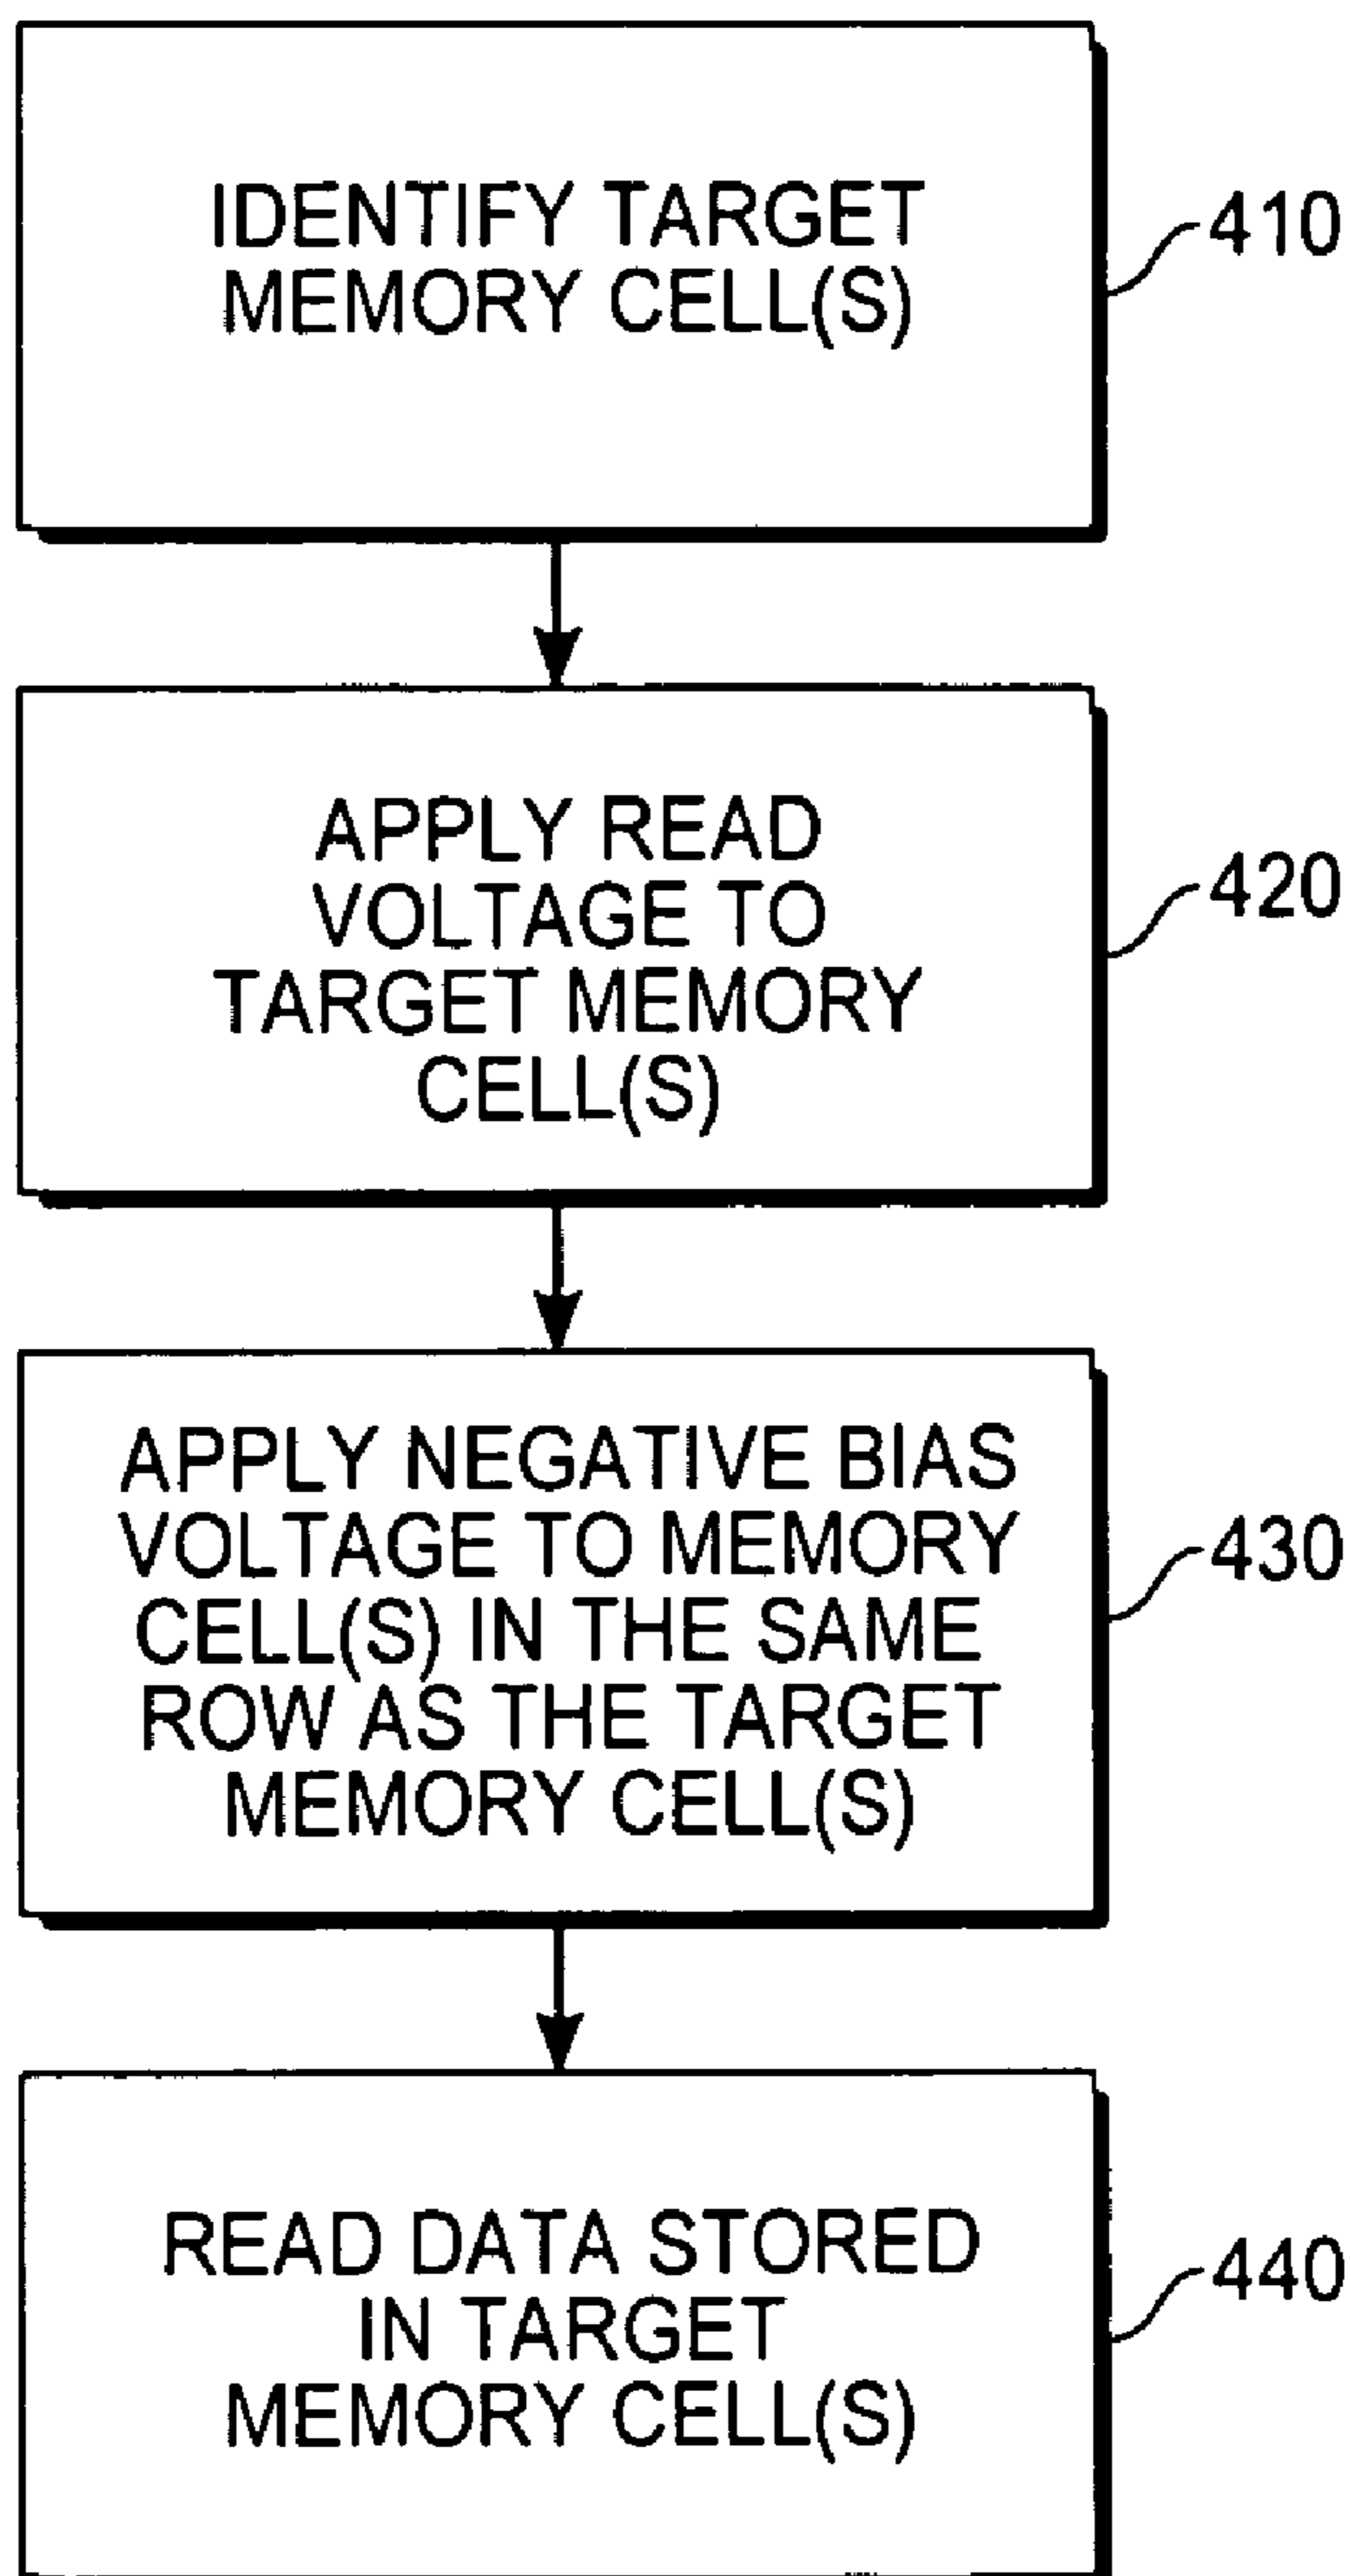 IDENTIFY TARGET
MEMORY CELL(S)
410
APPLY READ
VOLTAGE TO
TARGET MEMORY
CELL(S)
420
APPLY NEGATIVE BIAS
VOLTAGE TO MEMORY
CELL(S) IN THE SAME
ROW AS THE TARGET
MEMORY CELL(S)
430
READ DATA STORED
IN TARGET
MEMORY CELL(S)
440